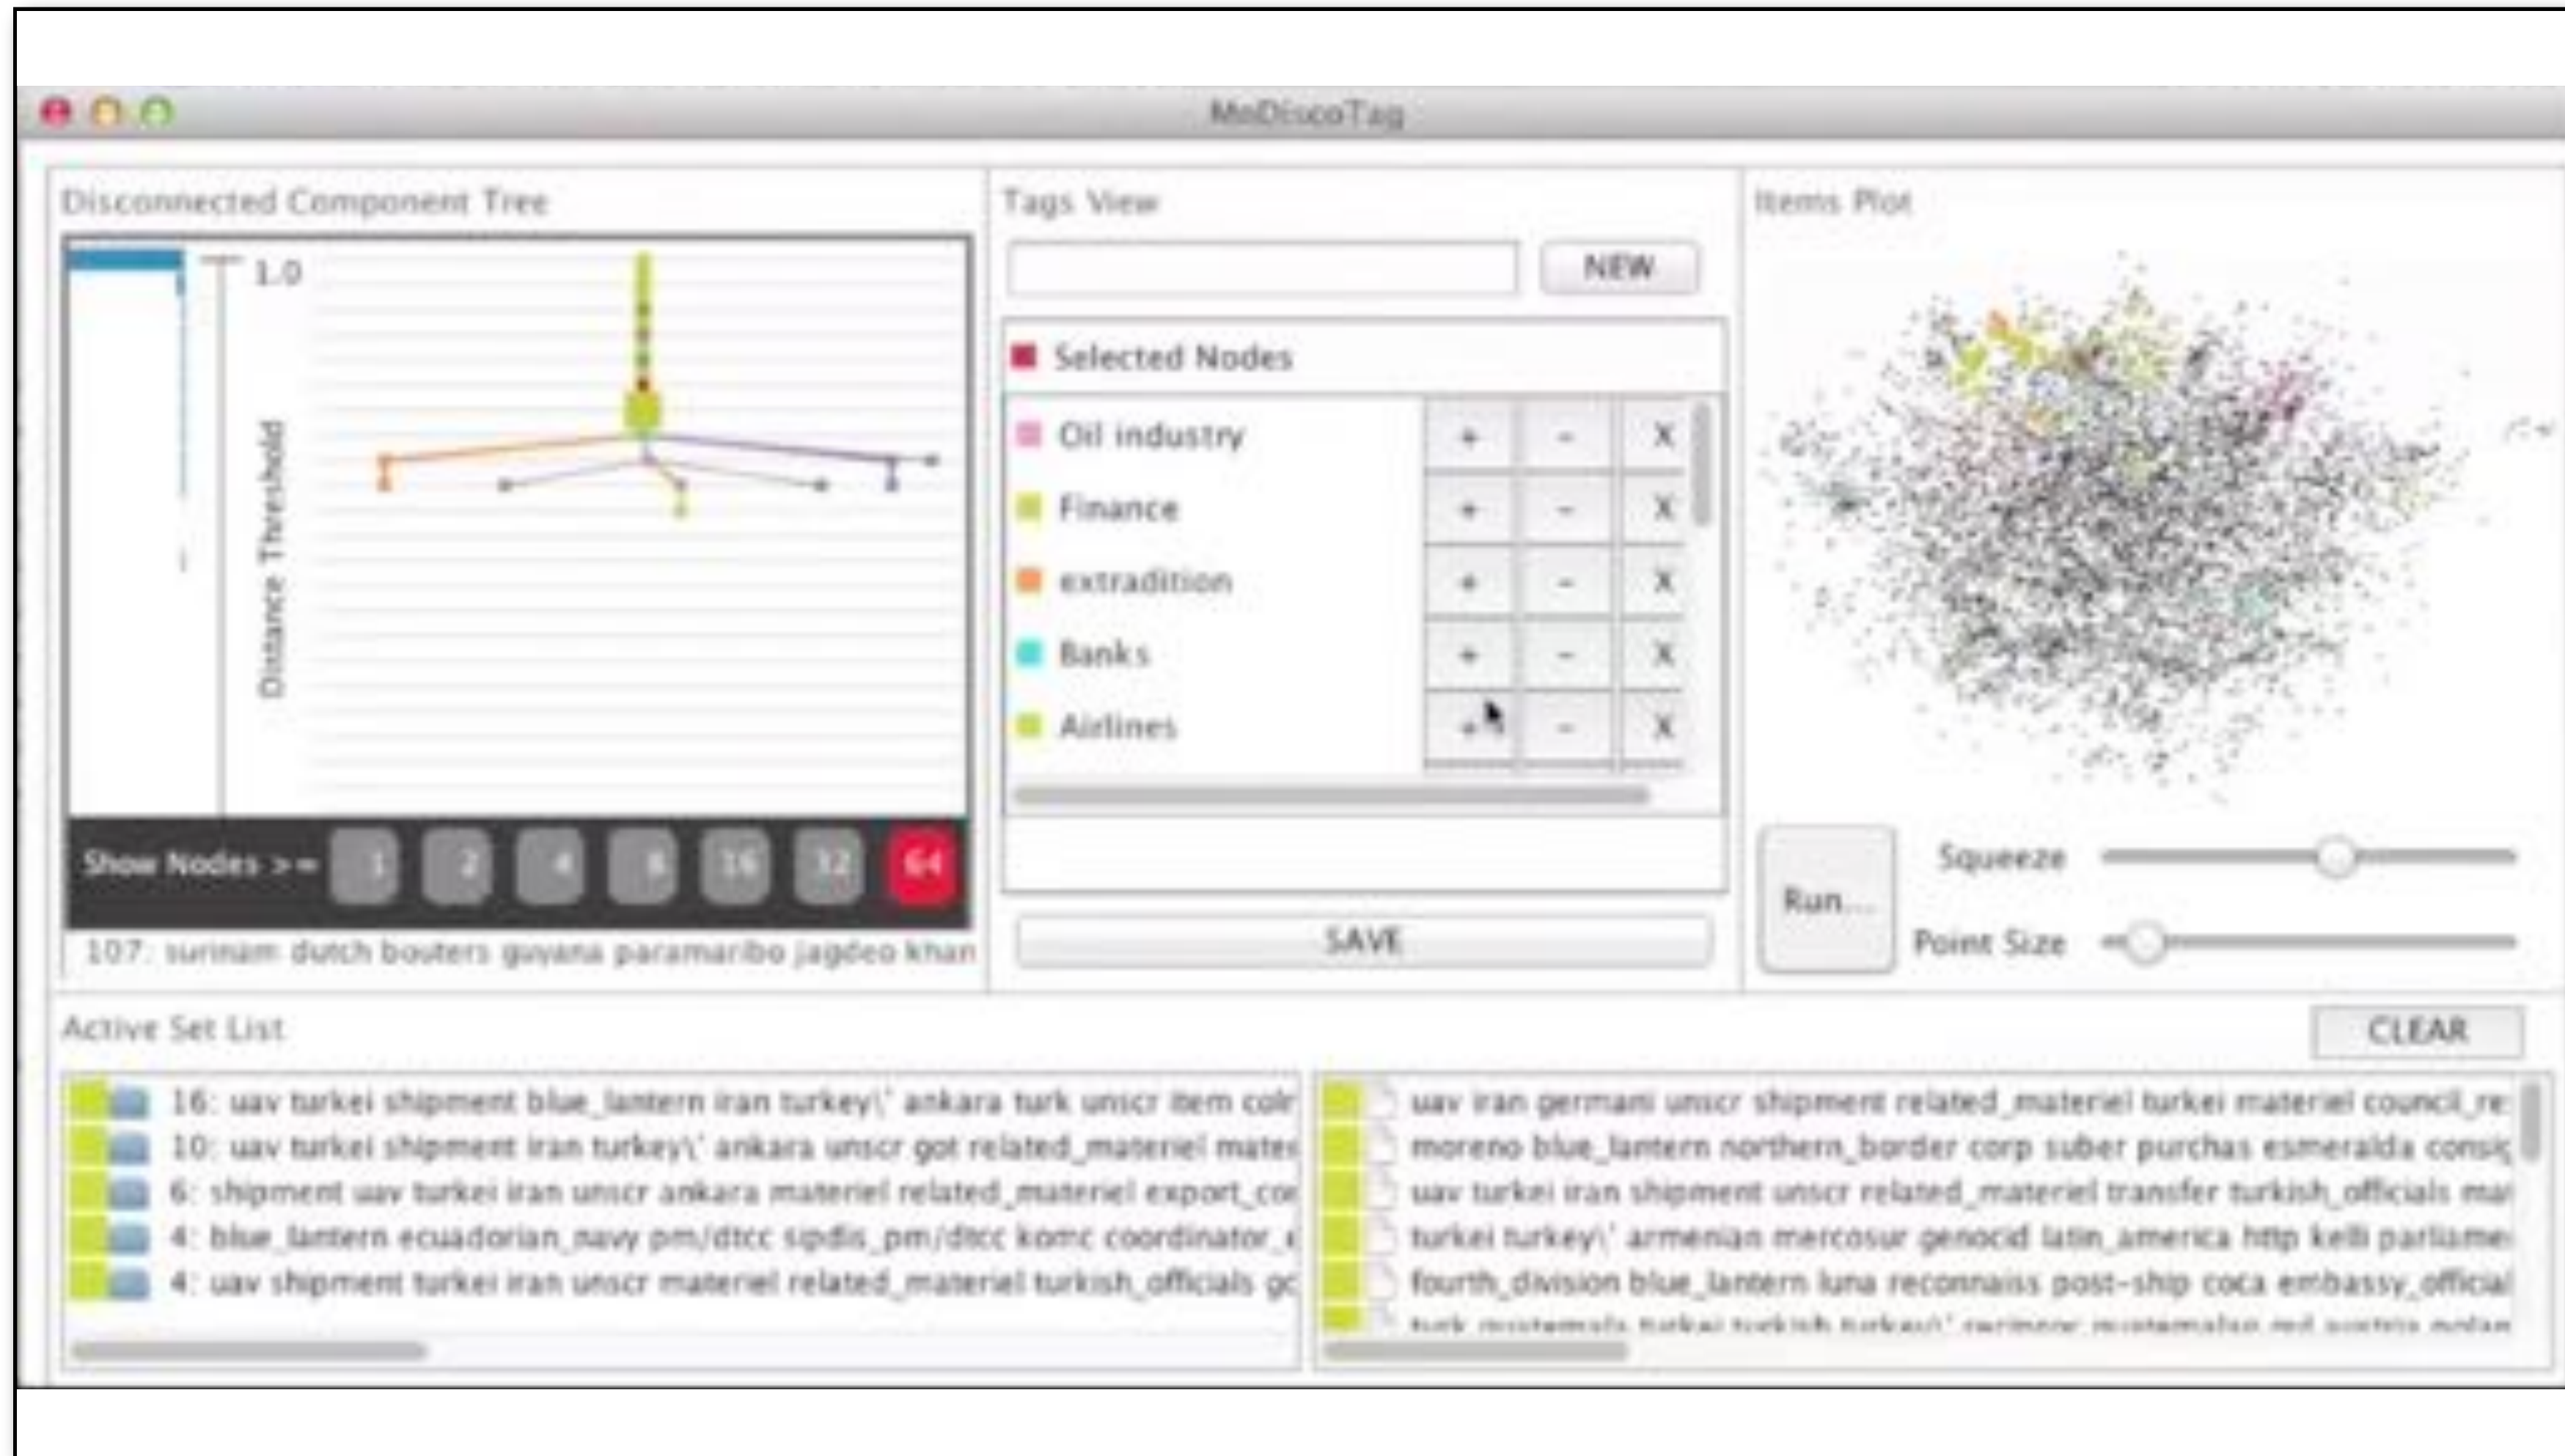 MoDiscoTag
Disconnected Component Tree
1.0
Distance Threshold
Show Nodes >= 1 2 4 8 16 32 64
107: surinam dutch bouters guyana paramaribo jagdeo khan
Tags View
NEW
Selected Nodes
Oil industry + - X
Finance + - X
extradition + - X
Banks + - X
Airlines + - X
SAVE
Items Plot
Run...
Squeeze
Point Size
Active Set List
CLEAR
16: uav turkei shipment blue_lantern iran turkey\' ankara turk unscr item
10: uav turkei shipment iran turkey\' ankara unscr got related_materiel
6: shipment uav turkei iran unscr ankara materiel related_materiel
4: blue_lantern ecuadorian_navy pm/dtcc sipdis_pm/dtcc komc
4: uav shipment turkei iran unscr materiel related_materiel turkish_officials
uav iran germani unscr shipment related_materiel turkei materiel
moreno blue_lantern northern_border corp suber purchas esmeralda
uav turkei iran shipment unscr related_materiel transfer turkish_officials
turkei turkey\' armenian mercosur genocid latin_america http kelli
fourth_division blue_lantern luna reconnaiss post-ship coca embassy_official